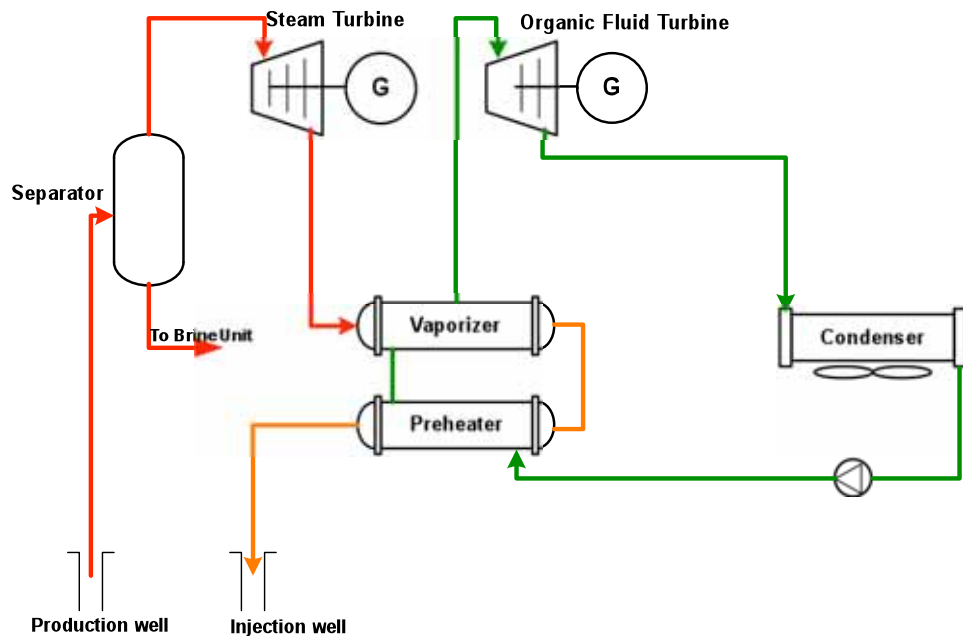 Steam Turbine
Organic Fluid Turbine
G
G
Separator
To Brine Unit
Vaporizer
Condenser
Preheater
Production well
Injection well